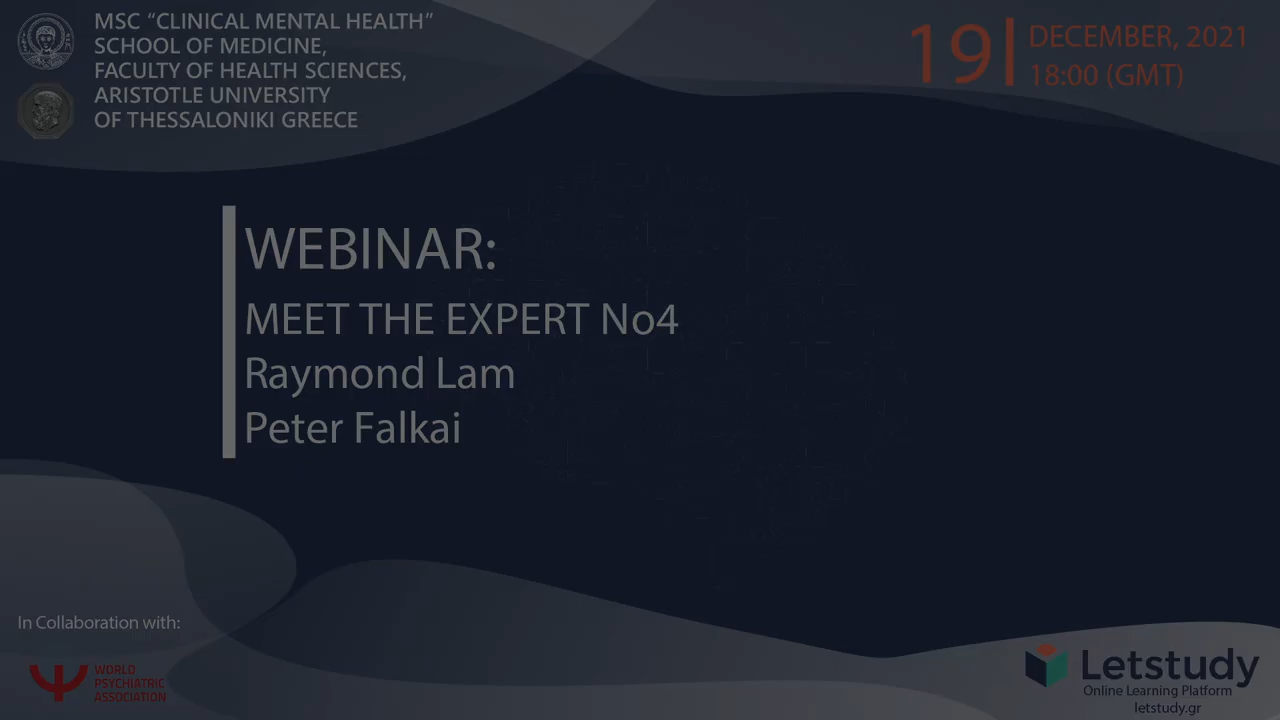 MSC “CLINICAL MENTAL HEALTH”
SCHOOL OF MEDICINE,
FACULTY OF HEALTH SCIENCES,
ARISTOTLE UNIVERSITY
OF THESSALONIKI GREECE
19
DECEMBER, 2021
18:00 (GMT)
WEBINAR:
MEET THE EXPERT No4
Raymond Lam
Peter Falkai
In Collaboration with:
WORLD
PSYCHIATRIC
ASSOCIATION
Letstudy
Online Learning Platform
letstudy.gr